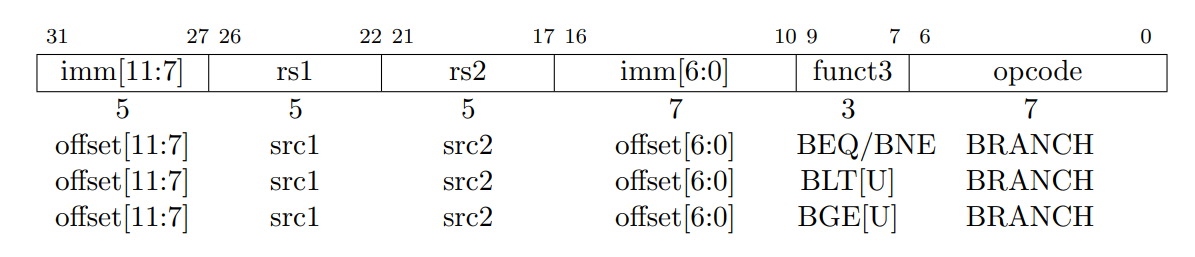 31 27 26 22 21 17 16 10 9 7 6 0
imm[11:7] rs1 rs2 imm[6:0] funct3 opcode
5 5 5 7 3 7
offset[11:7] src1 src2 offset[6:0] BEQ/BNE BRANCH
offset[11:7] src1 src2 offset[6:0] BLT[U] BRANCH
offset[11:7] src1 src2 offset[6:0] BGE[U] BRANCH